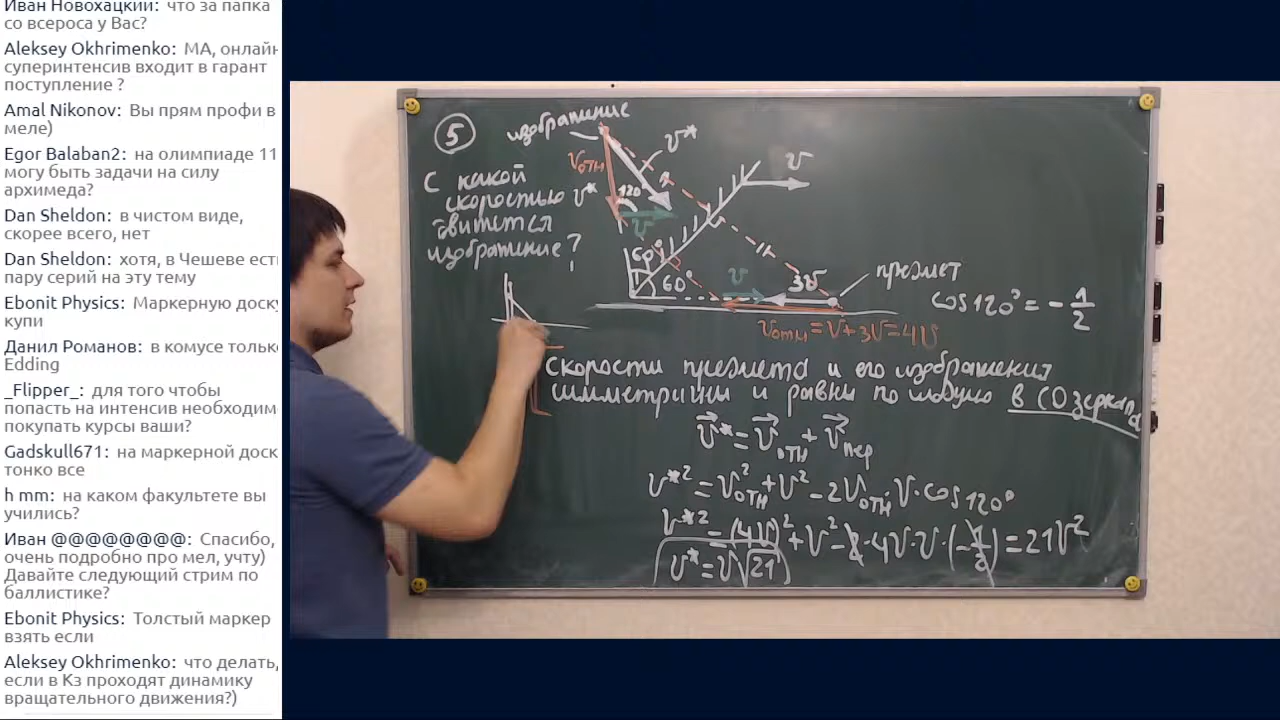 Иван Новохацкий: что за папка
со всероса у Вас?
Aleksey Okhrimenko: МА, онлайн
суперинтенсив входит в гарант
поступление ?
Amal Nikonov: Вы прям профи в
меле)
Egor Balaban2: на олимпиаде 11
могу быть задачи на силу
архимеда?
Dan Sheldon: в чистом виде,
скорее всего, нет
Dan Sheldon: хотя, в Чешеве есть
пару серий на эту тему
Ebonit Physics: Маркерную доску
купи
Данил Романов: в комусе только
Edding
_Flipper_: для того чтобы
попасть на интенсив необходим
покупать курсы ваши?
Gadskull671: на маркерной доск
тонко все
h mm: на каком факультете вы
учились?
Иван @@@@@@@@: Спасибо,
очень подробно про мел, учту)
Давайте следующий стрим по
баллистике?
Ebonit Physics: Толстый маркер
взять если
Aleksey Okhrimenko: что делать,
если в Кз проходят динамику
вращательного движения?)
5
изображение
С какой
скоростью v*
движется
изображение?
vотн
v*
120°
v
v
60°
60°
v
3v
предмет
vотн = v+3v=4v
cos120° = -1/2
Скорости предмета и его изображения
симметричны и равны по модулю в СО зеркала
v⃗* = v⃗отн + v⃗пер
v*² = v²отн + v² - 2vотн·v·cos120°
v*² = (4v)² + v² - 2·4v·v·(-1/2) = 21v²
v* = v√21